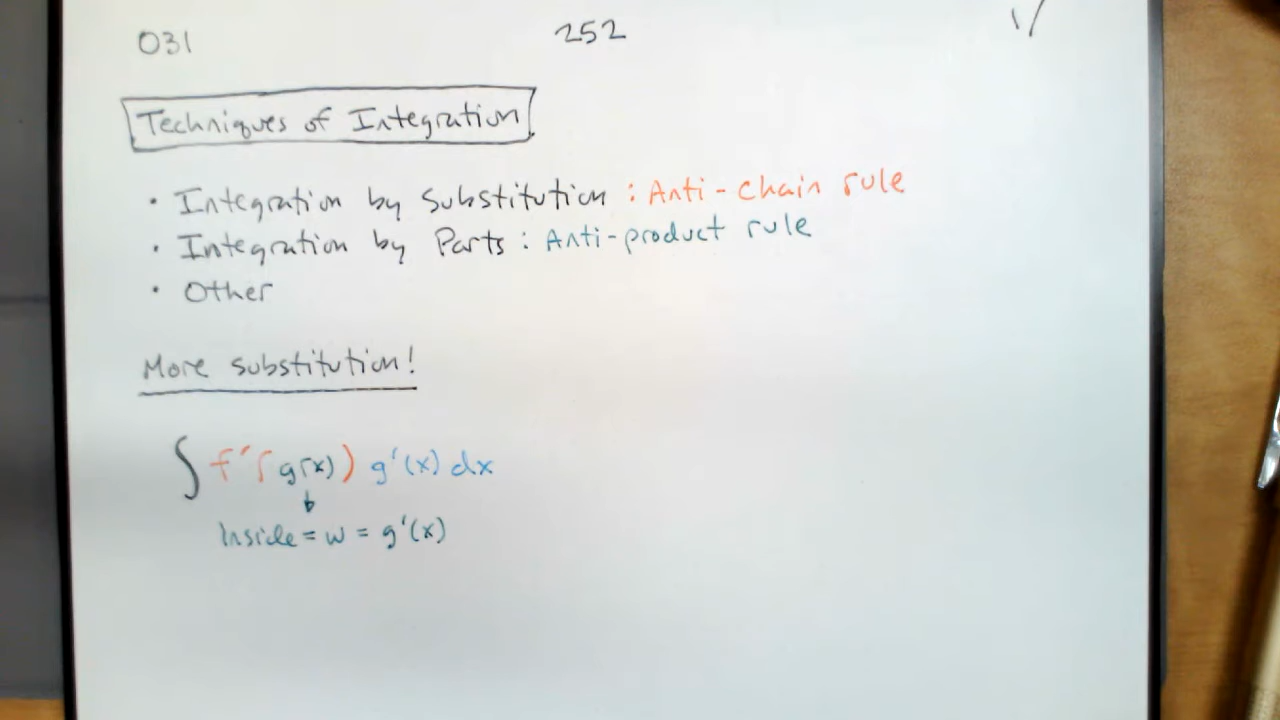 031 252 1/
Techniques of Integration
• Integration by Substitution : Anti-chain rule
• Integration by Parts : Anti-product rule
• Other
More substitution!
∫ f'(g(x)) g'(x) dx
↓
Inside = w = g'(x)